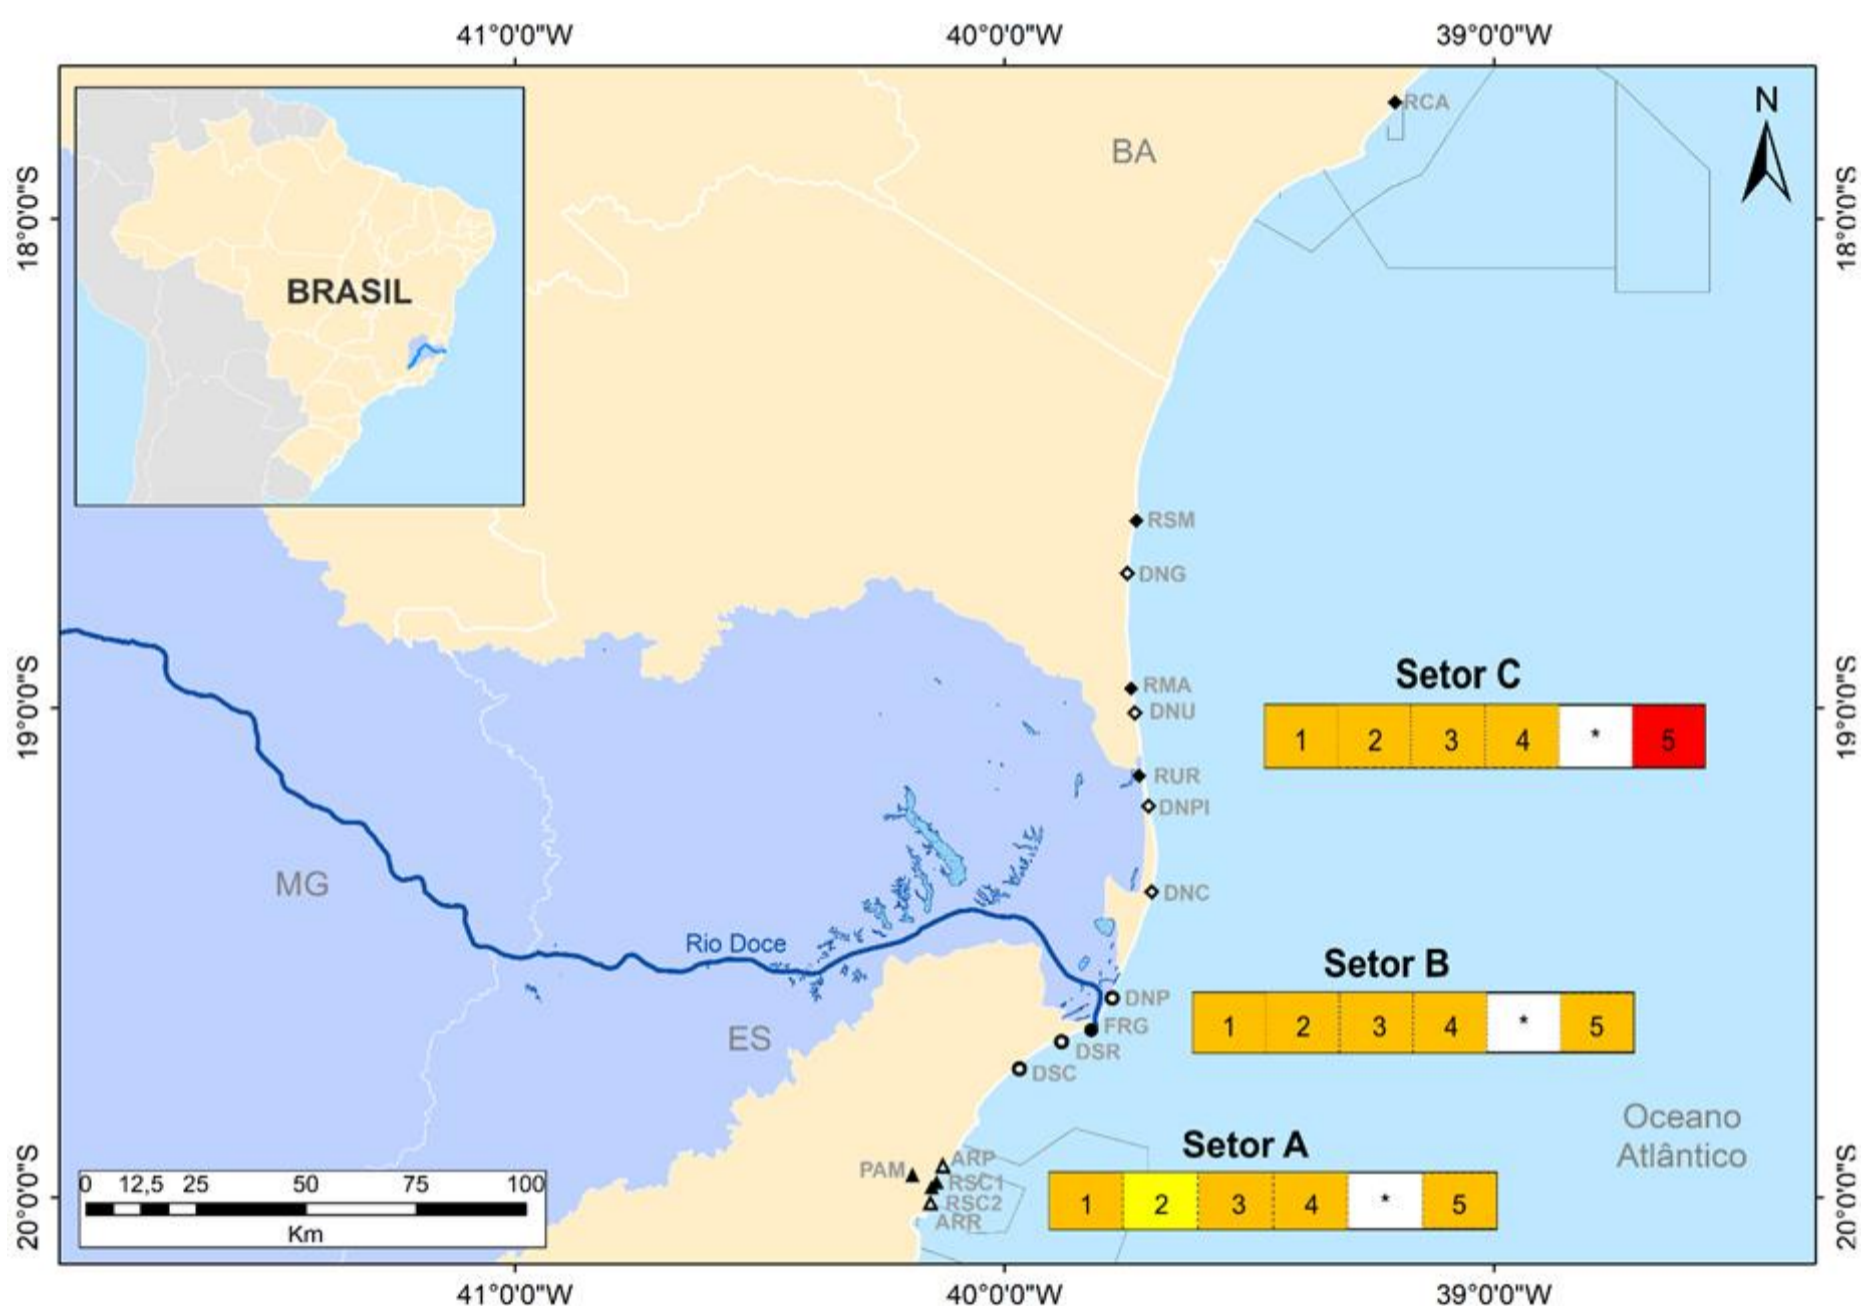 41°0'0"W 40°0'0"W 39°0'0"W
N
RCA
BA
18°0'0"S 18°0'0"S
BRASIL
RSM
DNG
Setor C
19°0'0"S 19°0'0"S
RMA
DNU
1 2 3 4 * 5
RUR
DNPI
MG
DNC
Rio Doce
Setor B
DNP
1 2 3 4 * 5
FRG
ES
DSR
DSC
Oceano
Atlântico
Setor A
PAM
ARP
RSC1
RSC2
ARR
1 2 3 4 * 5
20°0'0"S 20°0'0"S
0 12,5 25 50 75 100
Km
41°0'0"W 40°0'0"W 39°0'0"W